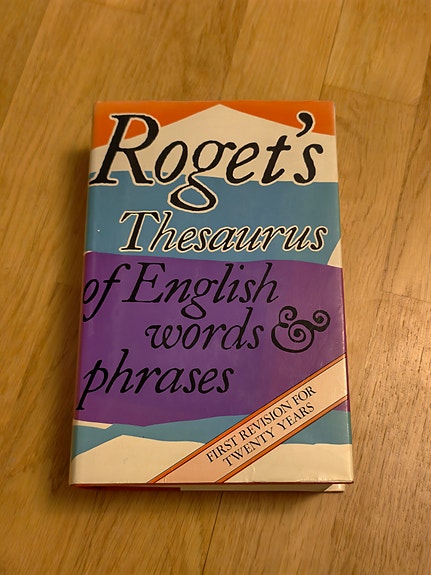 Roget's
Thesaurus
of English
words &
phrases
FIRST REVISION FOR
TWENTY YEARS